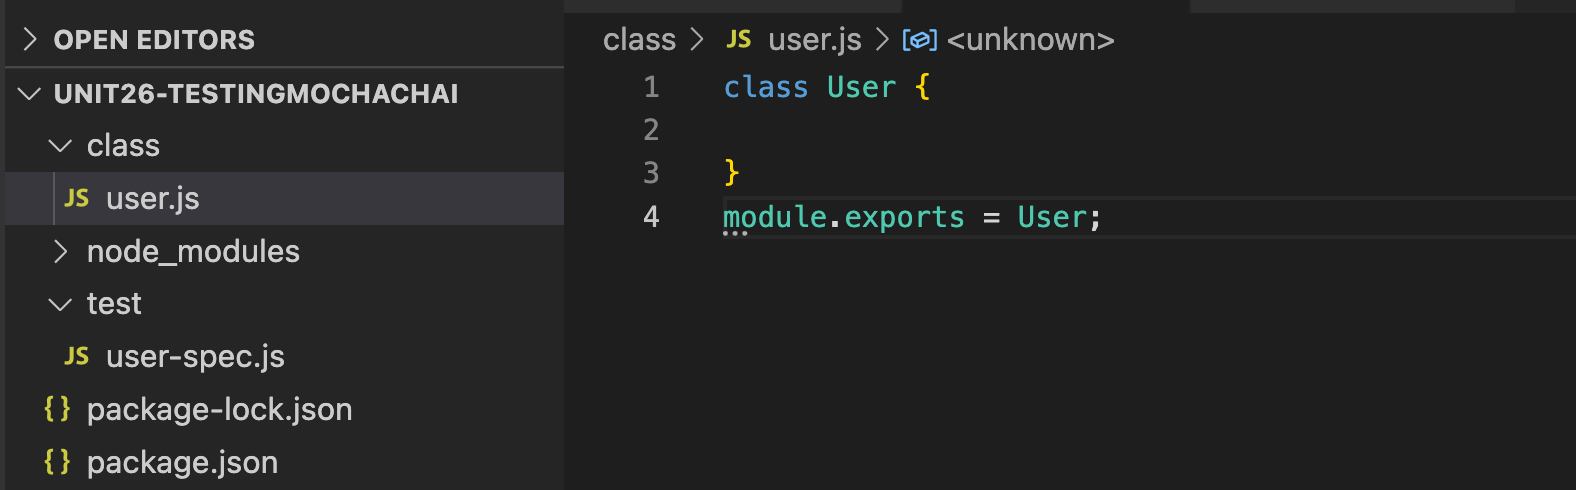 OPEN EDITORS
UNIT26-TESTINGMOCHACHAI
class
JS user.js
node_modules
test
JS user-spec.js
{} package-lock.json
{} package.json
class > JS user.js > <unknown>
1 class User {
2
3 }
4 module.exports = User;